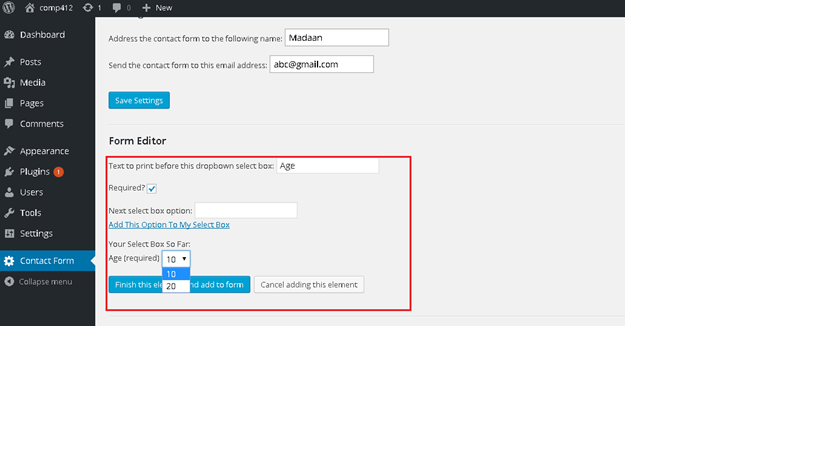 comp412 1 0 New
Dashboard
Posts
Media
Pages
Comments
Appearance
Plugins 1
Users
Tools
Settings
Contact Form
Collapse menu
Address the contact form to the following name: Madaan
Send the contact form to this email address: abc@gmail.com
Save Settings
Form Editor
Text to print before this dropbown select box: Age
Required?
Next select box option:
Add This Option To My Select Box
Your Select Box So Far:
Age (required) 10
10
20
Finish this ele nd add to form Cancel adding this element